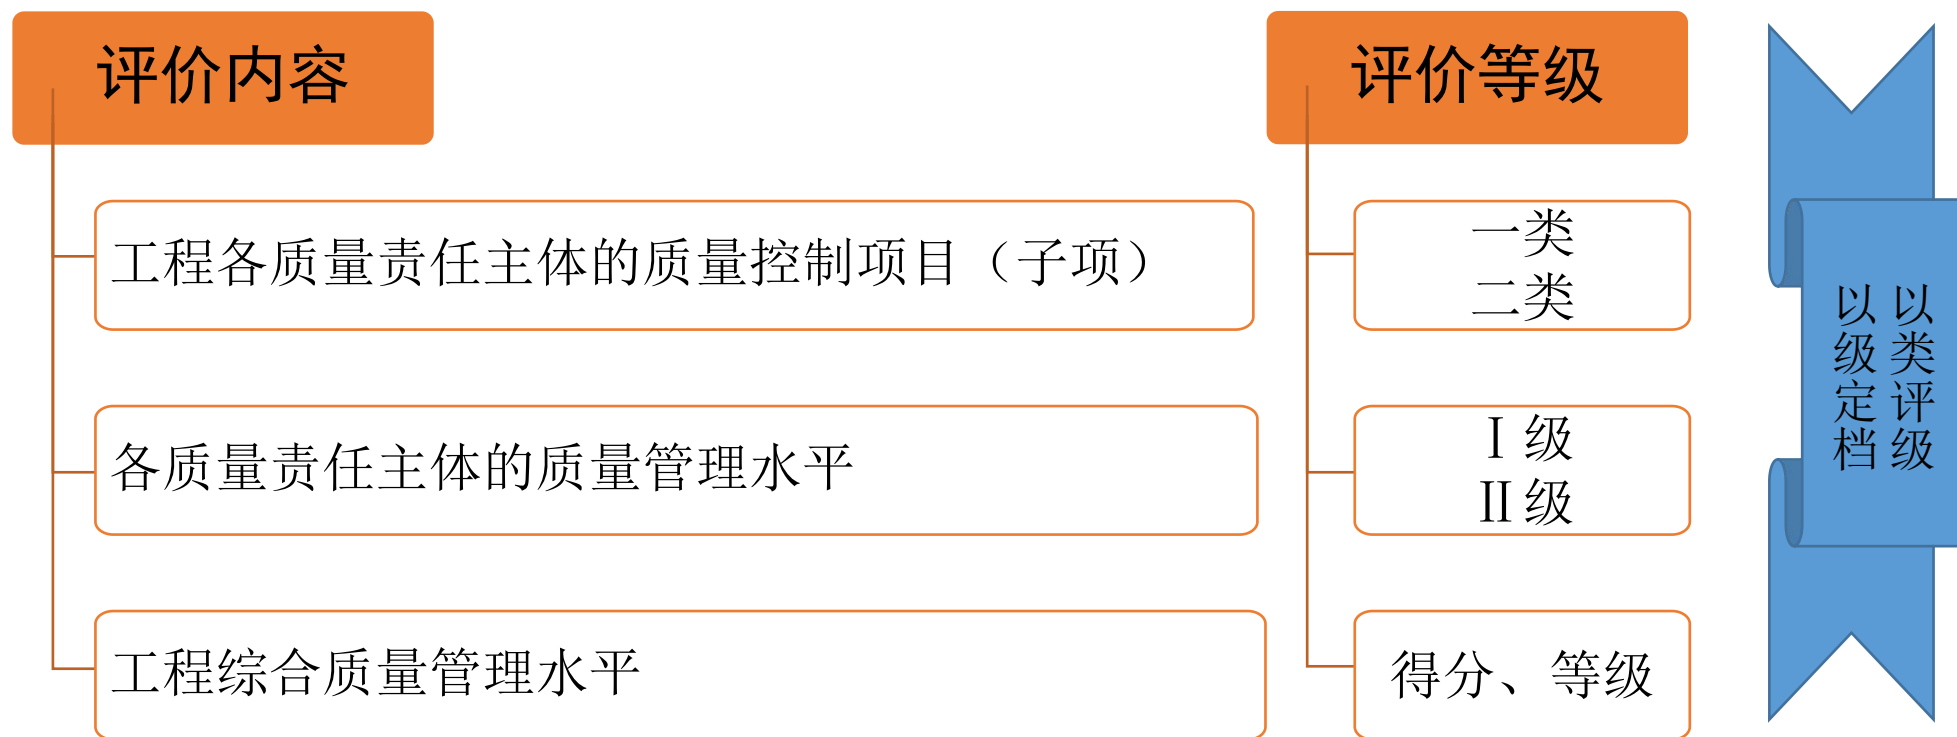 评价内容
工程各质量责任主体的质量控制项目（子项）
各质量责任主体的质量管理水平
工程综合质量管理水平
评价等级
一类
二类
Ⅰ 级
Ⅱ 级
得分、等级
以类评级
以级定档